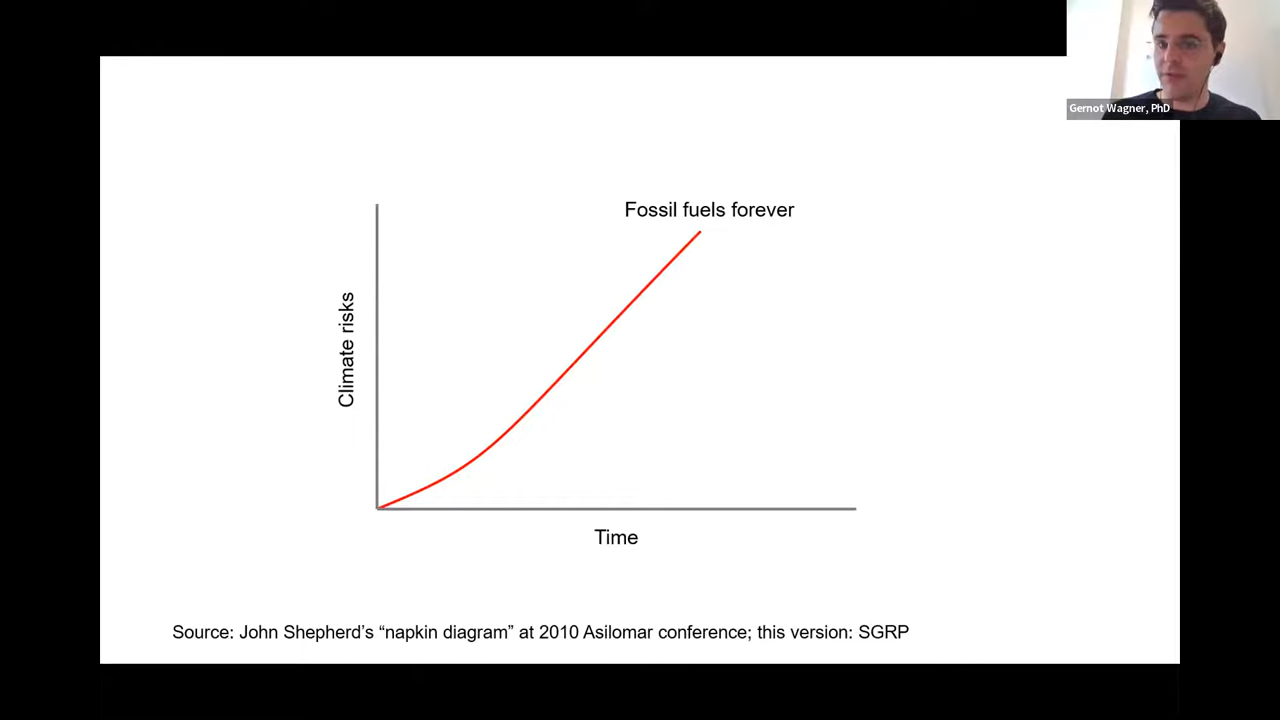 Gernot Wagner, PhD
Fossil fuels forever
Climate risks
Time
Source: John Shepherd’s “napkin diagram” at 2010 Asilomar conference; this version: SGRP